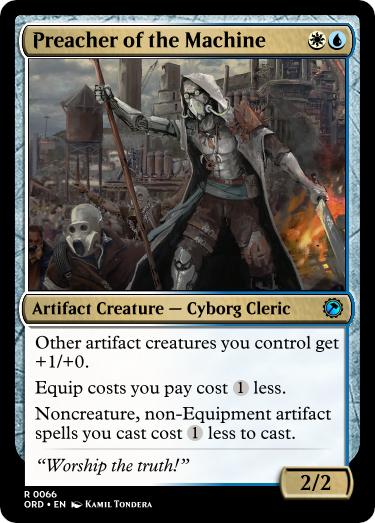 Preacher of the Machine
Artifact Creature — Cyborg Cleric
Other artifact creatures you control get
+1/+0.
Equip costs you pay cost 1 less.
Noncreature, non-Equipment artifact
spells you cast cost 1 less to cast.
“Worship the truth!”
2/2
R 0066
ORD • EN KAMIL TONDERA